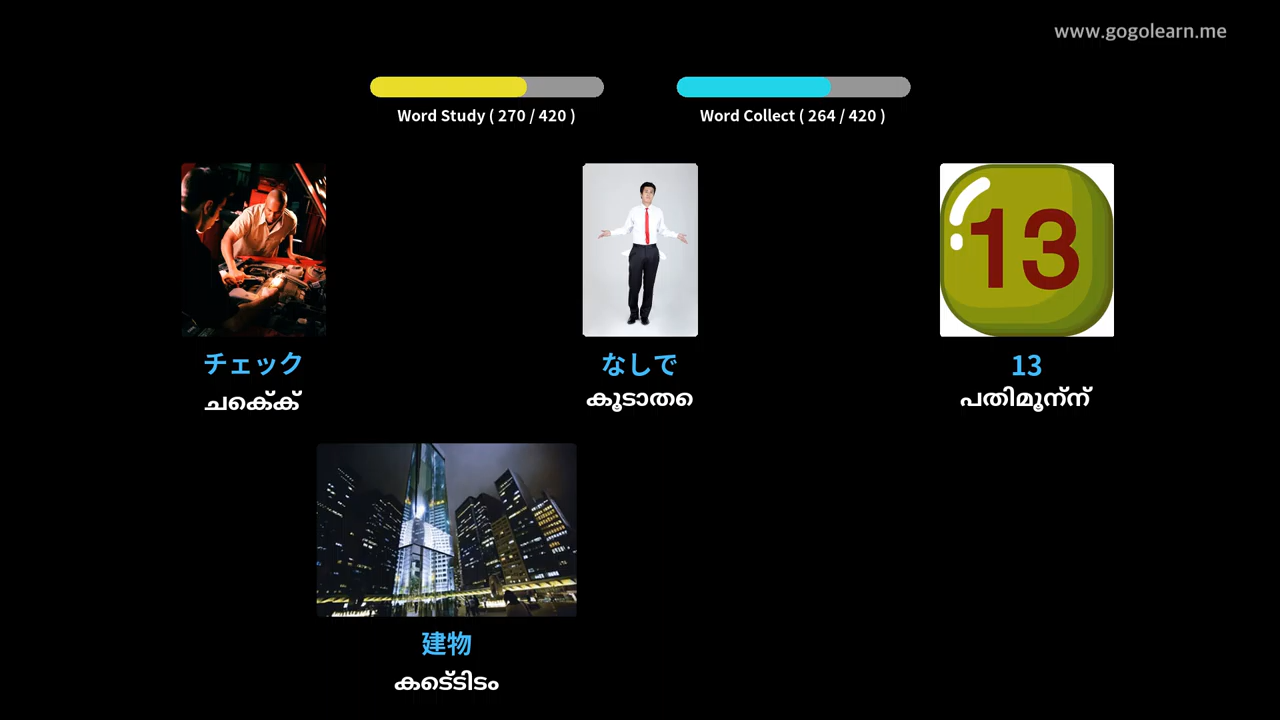 www.gogolearn.me
Word Study ( 270 / 420 )
Word Collect ( 264 / 420 )
13
チェック
なしで
13
ചെക്ക്
കൂടാതെ
പതിമൂന്ന്
建物
കെട്ടിടം